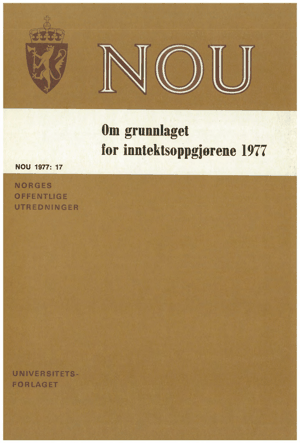 NOU
Om grunnlaget
for inntektsoppgjørene 1977
NOU 1977: 17
NORGES
OFFENTLIGE
UTREDNINGER
UNIVERSITETS-
FORLAGET